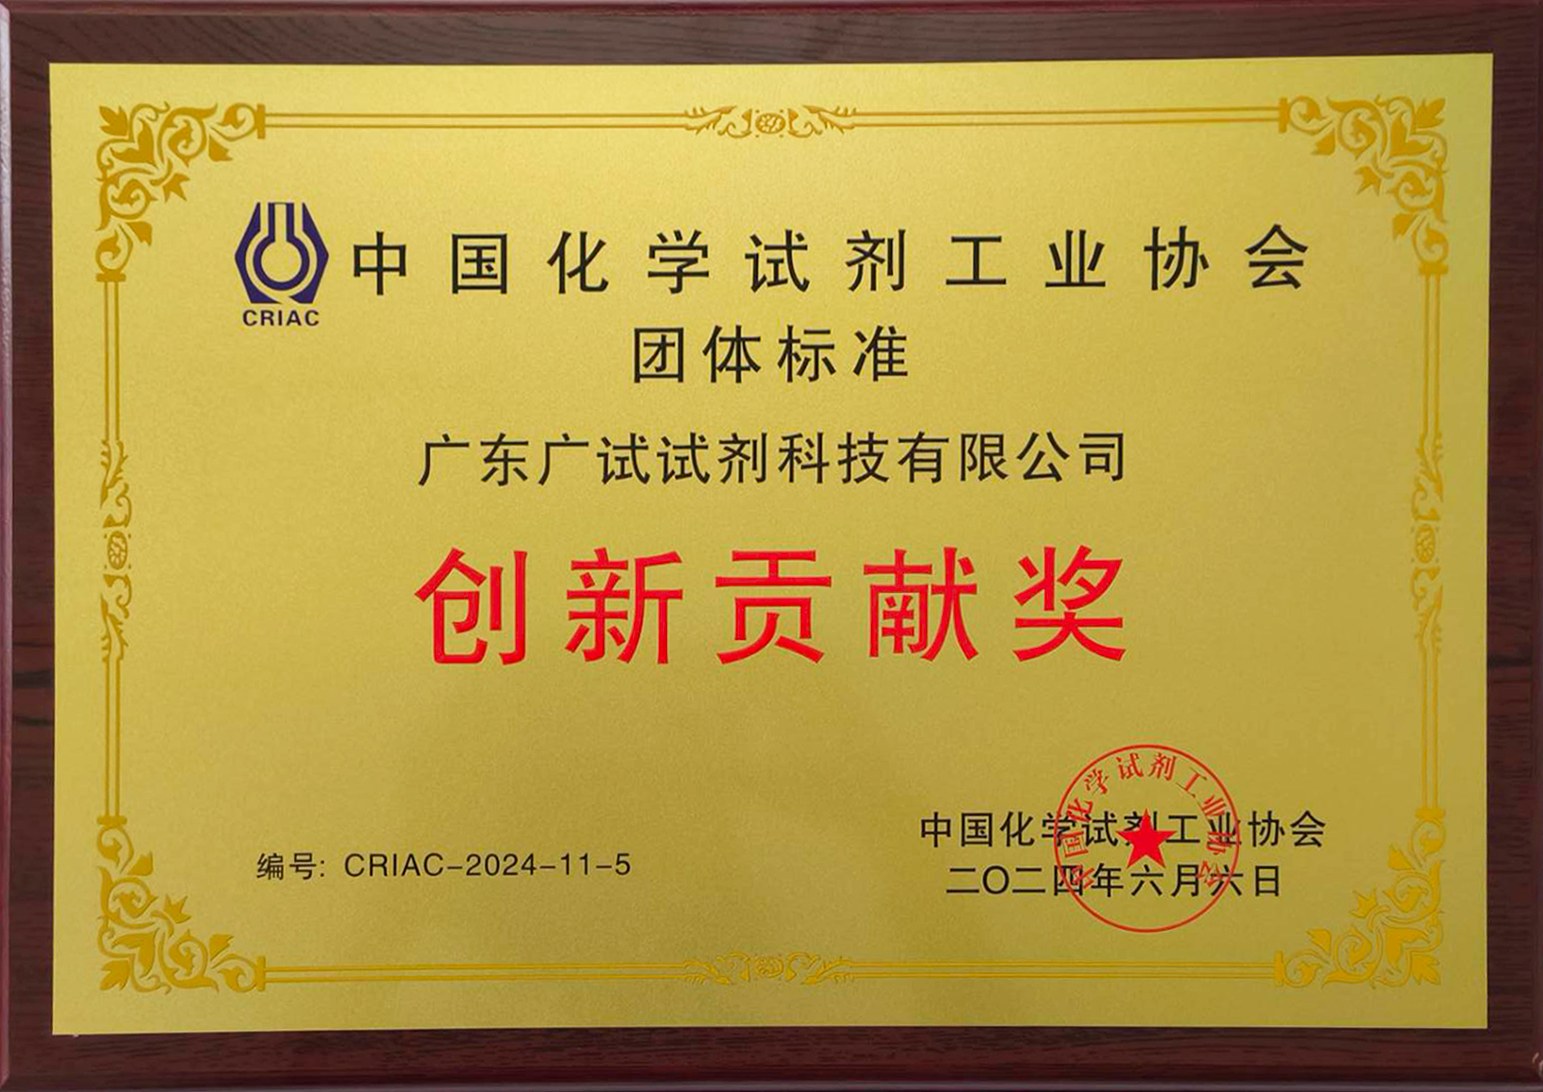 中国化学试剂工业协会
CRIAC
团体标准
广东广试试剂科技有限公司
创新贡献奖
编号: CRIAC-2024-11-5
中国化学试剂工业协会
二〇二四年六月六日
中国化学试剂工业协会